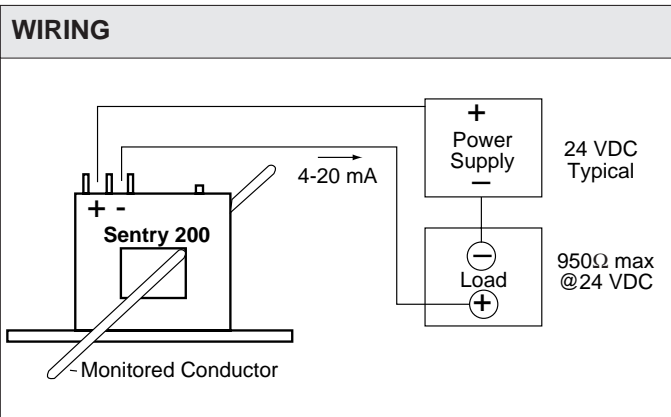 WIRING
+
Power
Supply
−
24 VDC
Typical
4-20 mA
+ -
Sentry 200
−
Load
+
950Ω max
@24 VDC
Monitored Conductor